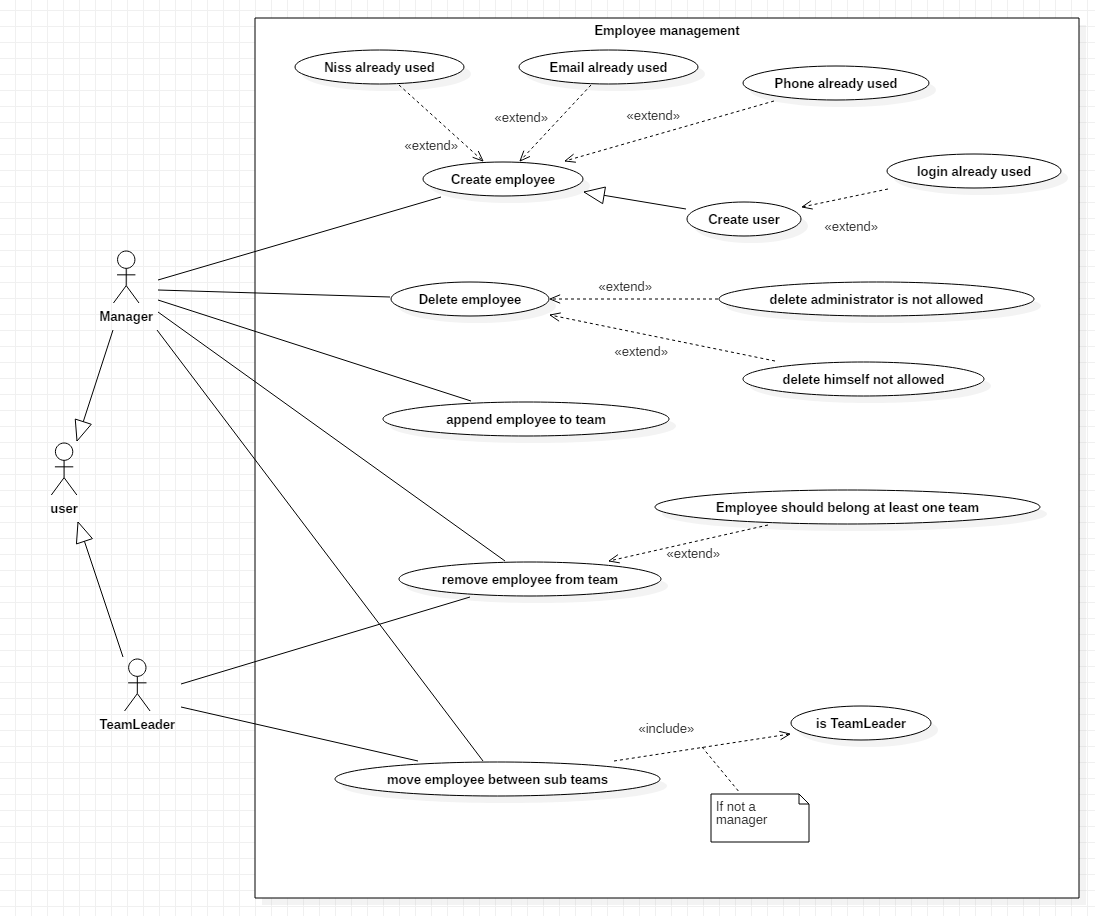 Employee management
Niss already used
Email already used
Phone already used
«extend»
«extend»
«extend»
Create employee
login already used
Create user
«extend»
Manager
Delete employee
«extend»
delete administrator is not allowed
«extend»
delete himself not allowed
append employee to team
user
Employee should belong at least one team
«extend»
remove employee from team
TeamLeader
«include»
is TeamLeader
move employee between sub teams
If not a
manager